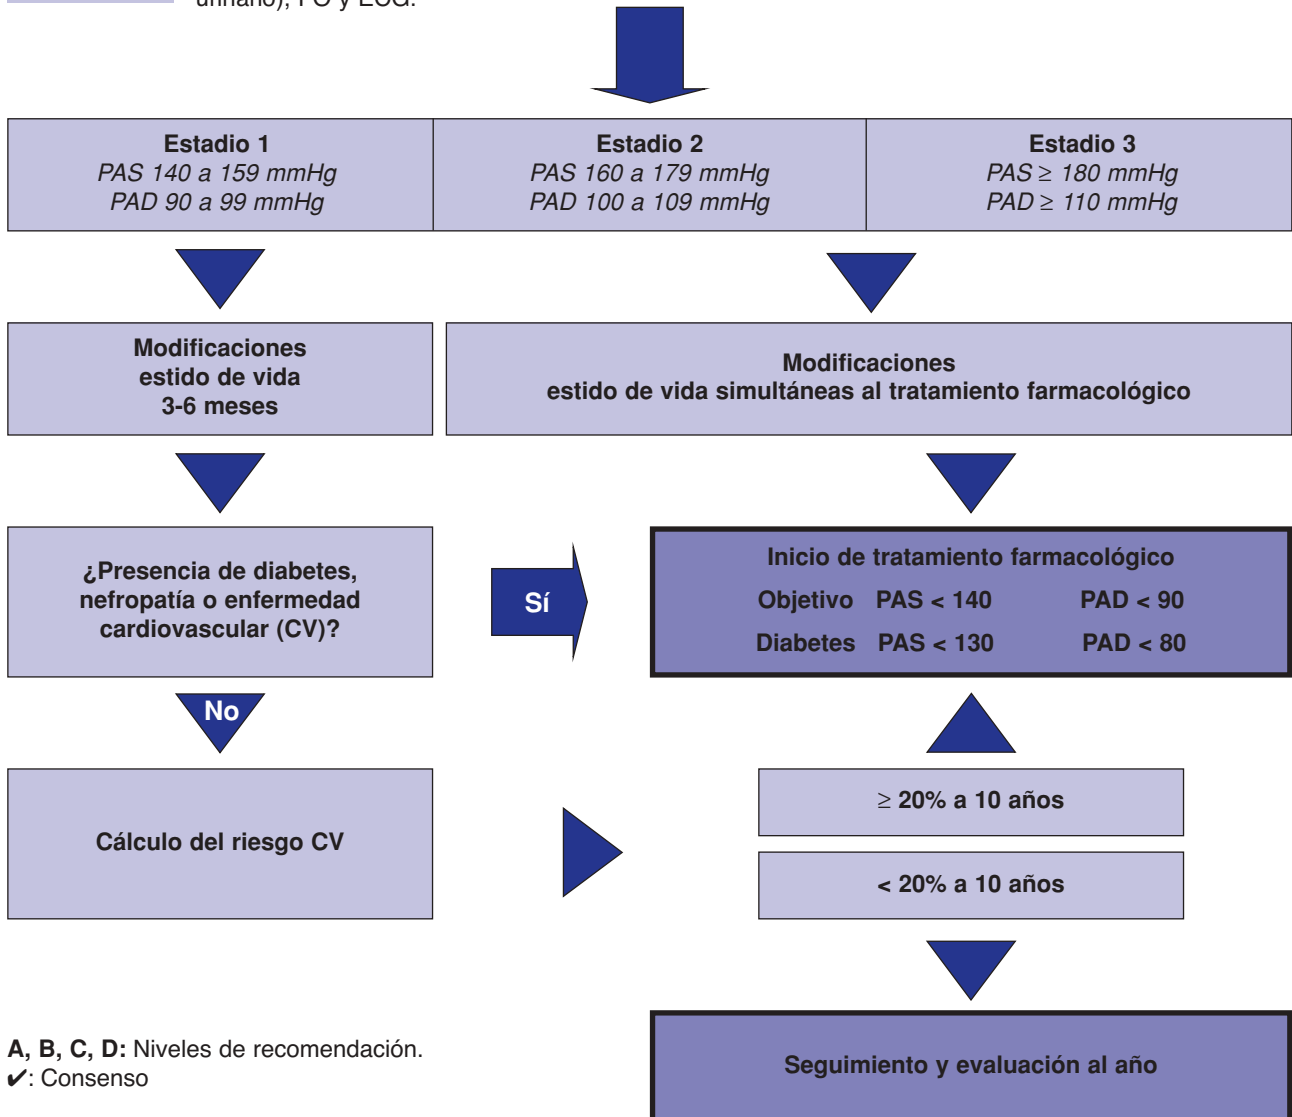 Estadio 1
PAS 140 a 159 mmHg
PAD 90 a 99 mmHg
Estadio 2
PAS 160 a 179 mmHg
PAD 100 a 109 mmHg
Estadio 3
PAS ≥ 180 mmHg
PAD ≥ 110 mmHg
Modificaciones
estido de vida
3-6 meses
Modificaciones
estido de vida simultáneas al tratamiento farmacológico
¿Presencia de diabetes,
nefropatía o enfermedad
cardiovascular (CV)?
Sí
Inicio de tratamiento farmacológico
Objetivo PAS < 140 PAD < 90
Diabetes PAS < 130 PAD < 80
No
Cálculo del riesgo CV
≥ 20% a 10 años
< 20% a 10 años
Seguimiento y evaluación al año
A, B, C, D: Niveles de recomendación.
✔: Consenso